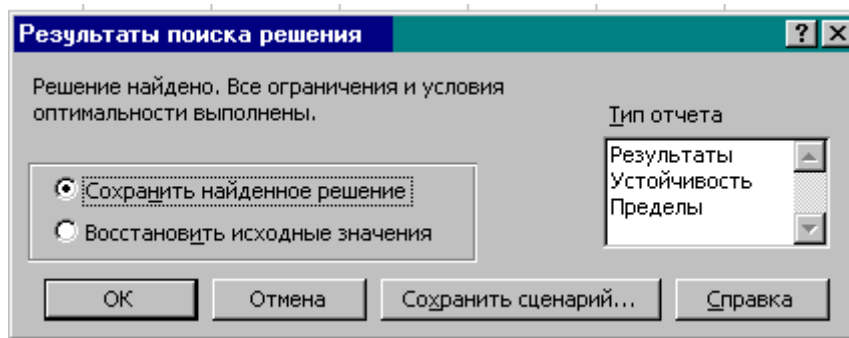 Результаты поиска решения
Решение найдено. Все ограничения и условия
оптимальности выполнены.
Тип отчета
Результаты
Устойчивость
Пределы
Сохранить найденное решение
Восстановить исходные значения
ОК
Отмена
Сохранить сценарий...
Справка